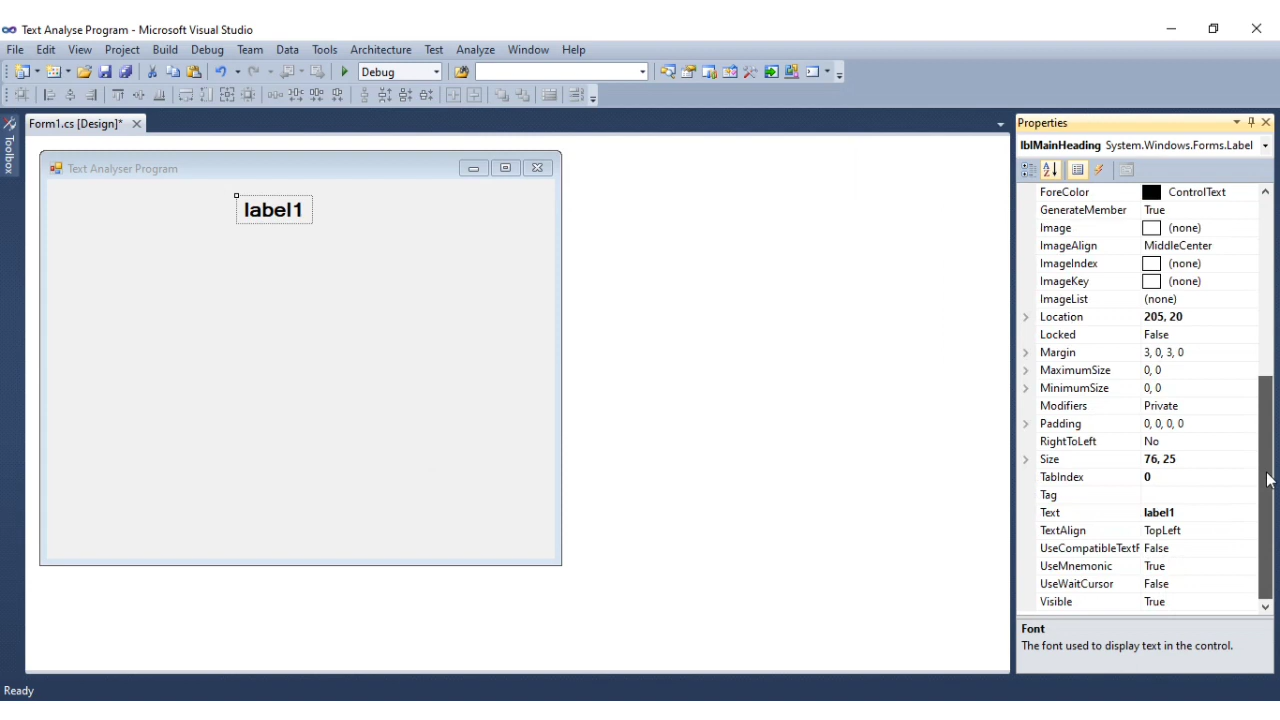 Text Analyse Program - Microsoft Visual Studio
File Edit View Project Build Debug Team Data Tools Architecture Test Analyze Window Help
Debug
Form1.cs [Design]*
Toolbox
Text Analyser Program
label1
Properties
lblMainHeading System.Windows.Forms.Label
ForeColor ControlText
GenerateMember True
Image (none)
ImageAlign MiddleCenter
ImageIndex (none)
ImageKey (none)
ImageList (none)
Location 205, 20
Locked False
Margin 3, 0, 3, 0
MaximumSize 0, 0
MinimumSize 0, 0
Modifiers Private
Padding 0, 0, 0, 0
RightToLeft No
Size 76, 25
TabIndex 0
Tag
Text label1
TextAlign TopLeft
UseCompatibleTextF False
UseMnemonic True
UseWaitCursor False
Visible True
Font
The font used to display text in the control.
Ready